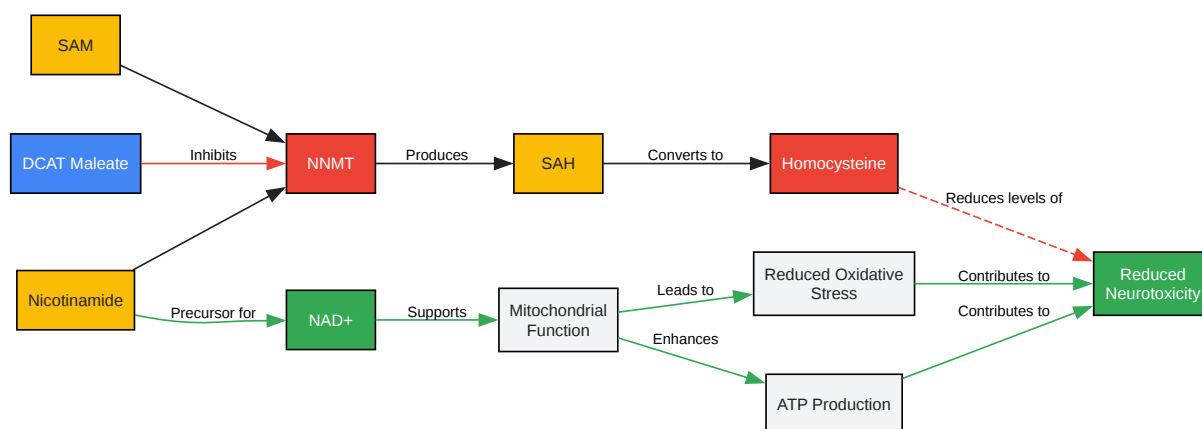 SAM
DCAT Maleate
Inhibits
NNMT
Produces
SAH
Converts to
Homocysteine
Reduces levels of
Nicotinamide
Precursor for
NAD+
Supports
Mitochondrial
Function
Leads to
Reduced Oxidative
Stress
Contributes to
Reduced
Neurotoxicity
Enhances
ATP Production
Contributes to